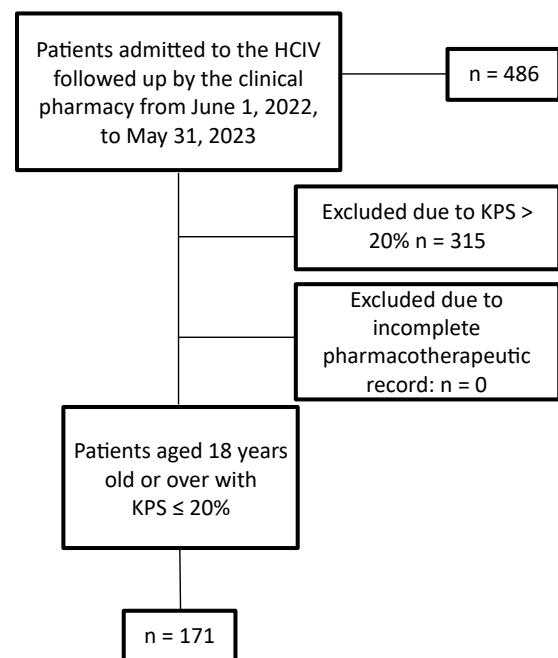 Patients admitted to the HCIV
followed up by the clinical
pharmacy from June 1, 2022,
to May 31, 2023
n = 486
Excluded due to KPS >
20% n = 315
Excluded due to
incomplete
pharmacotherapeutic
record: n = 0
Patients aged 18 years
old or over with
KPS ≤ 20%
n = 171